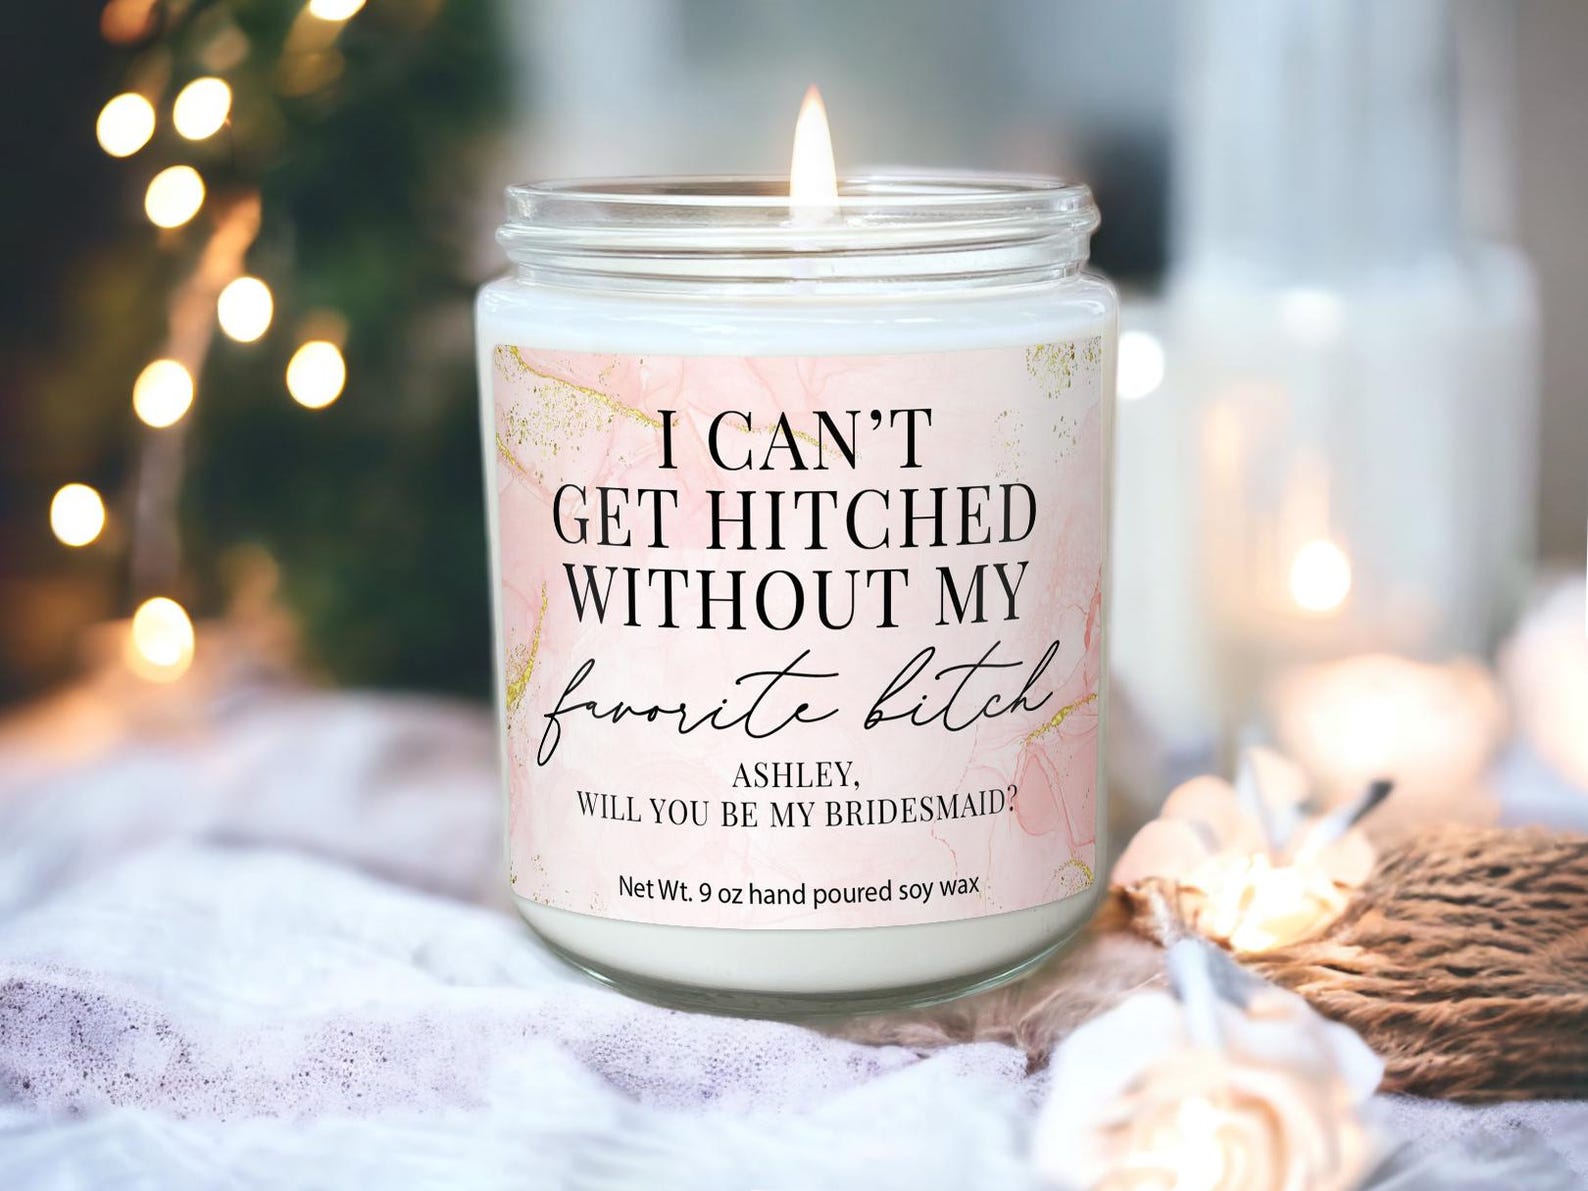 I CAN’T
GET HITCHED
WITHOUT MY
favorite bitch
ASHLEY,
WILL YOU BE MY BRIDESMAID?
Net Wt. 9 oz hand poured soy wax